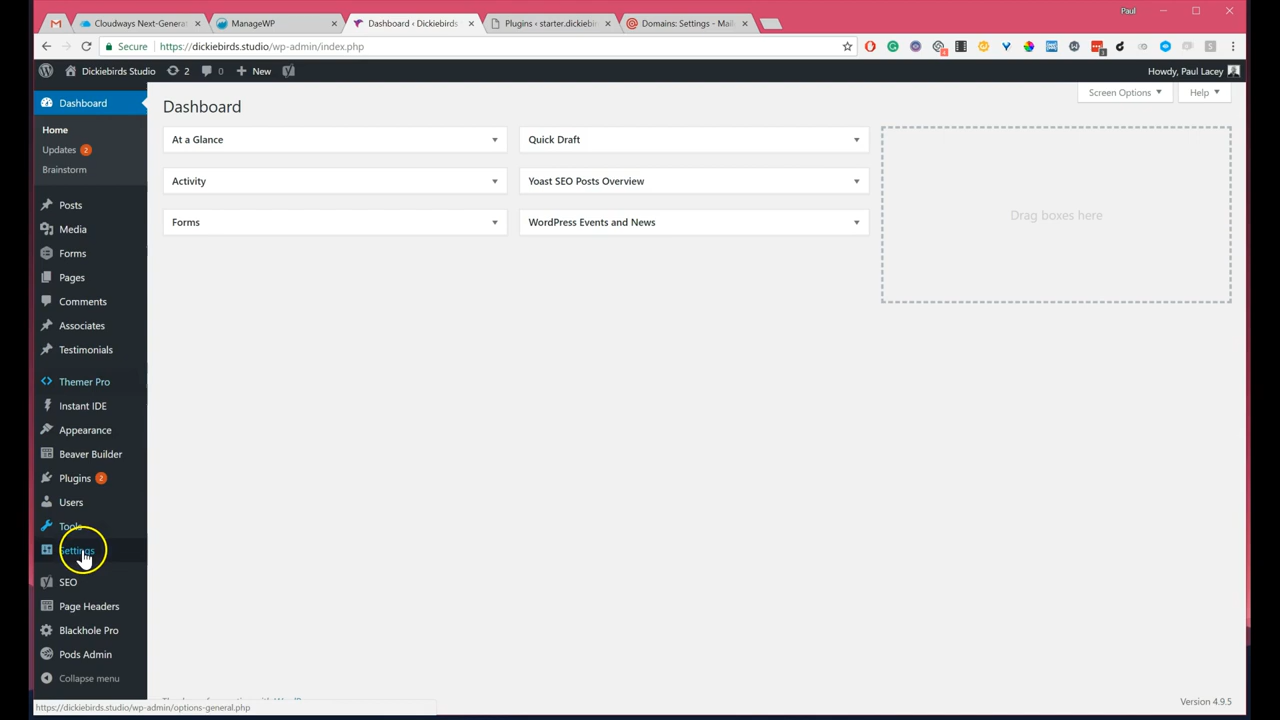 Paul
Cloudways Next-Genera
ManageWP
Dashboard ‹ Dickiebirds
Plugins ‹ starter.dickiebi
Domains: Settings - Mail
Secure
https://dickiebirds.studio/wp-admin/index.php
Dickiebirds Studio
2
0
New
Howdy, Paul Lacey
Dashboard
Home
Updates 2
Brainstorm
Posts
Media
Forms
Pages
Comments
Associates
Testimonials
Themer Pro
Instant IDE
Appearance
Beaver Builder
Plugins 2
Users
Tools
Settings
SEO
Page Headers
Blackhole Pro
Pods Admin
Collapse menu
Dashboard
Screen Options
Help
At a Glance
Quick Draft
Activity
Yoast SEO Posts Overview
Forms
WordPress Events and News
Drag boxes here
Version 4.9.5
https://dickiebirds.studio/wp-admin/options-general.php